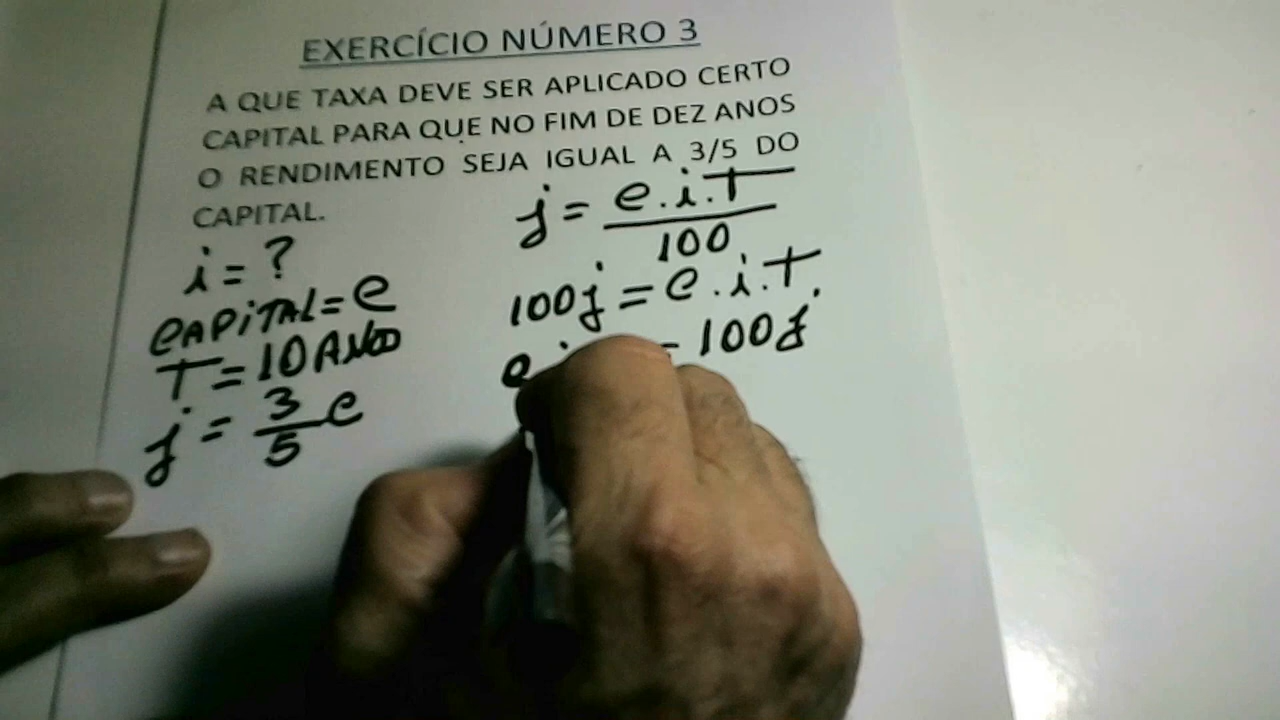 EXERCÍCIO NÚMERO 3
A QUE TAXA DEVE SER APLICADO CERTO
CAPITAL PARA QUE NO FIM DE DEZ ANOS
O RENDIMENTO SEJA IGUAL A 3/5 DO
CAPITAL.
i = ?
CAPITAL = C
T = 10 ANOS
j = 3/5 C
j = C.i.T/100
100j = C.i.T
= 100j